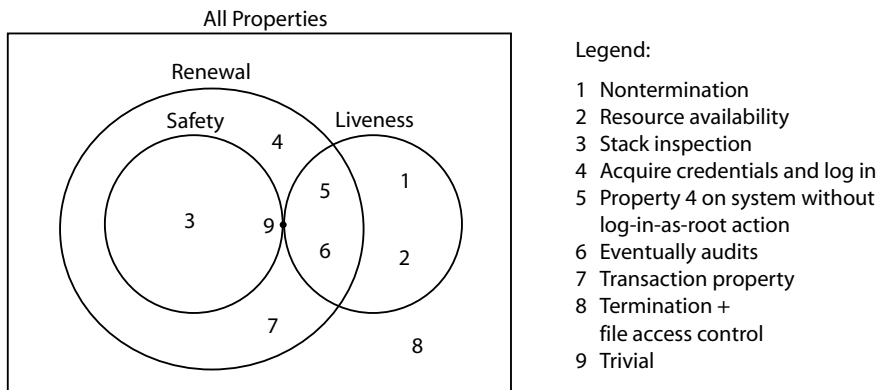 All Properties
Renewal
Safety
Liveness
4
5
1
3
9
6
2
7
8
Legend:
1 Nontermination
2 Resource availability
3 Stack inspection
4 Acquire credentials and log in
5 Property 4 on system without
log-in-as-root action
6 Eventually audits
7 Transaction property
8 Termination +
file access control
9 Trivial